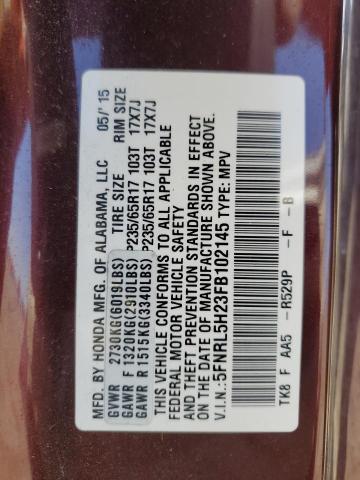 MFD. BY HONDA MFG. OF ALABAMA, LLC 05/'15
GVWR 2730KG(6019LBS) TIRE SIZE RIM SIZE
GAWR F 1320KG(2910LBS) P235/65R17 103T 17X7J
GAWR R 1515KG(3340LBS) P235/65R17 103T 17X7J
THIS VEHICLE CONFORMS TO ALL APPLICABLE
FEDERAL MOTOR VEHICLE SAFETY
AND THEFT PREVENTION STANDARDS IN EFFECT
ON THE DATE OF MANUFACTURE SHOWN ABOVE.
V.I.N.:5FNRL5H23FB102145 TYPE: MPV
TK8 F AA5 -R529P -F -B